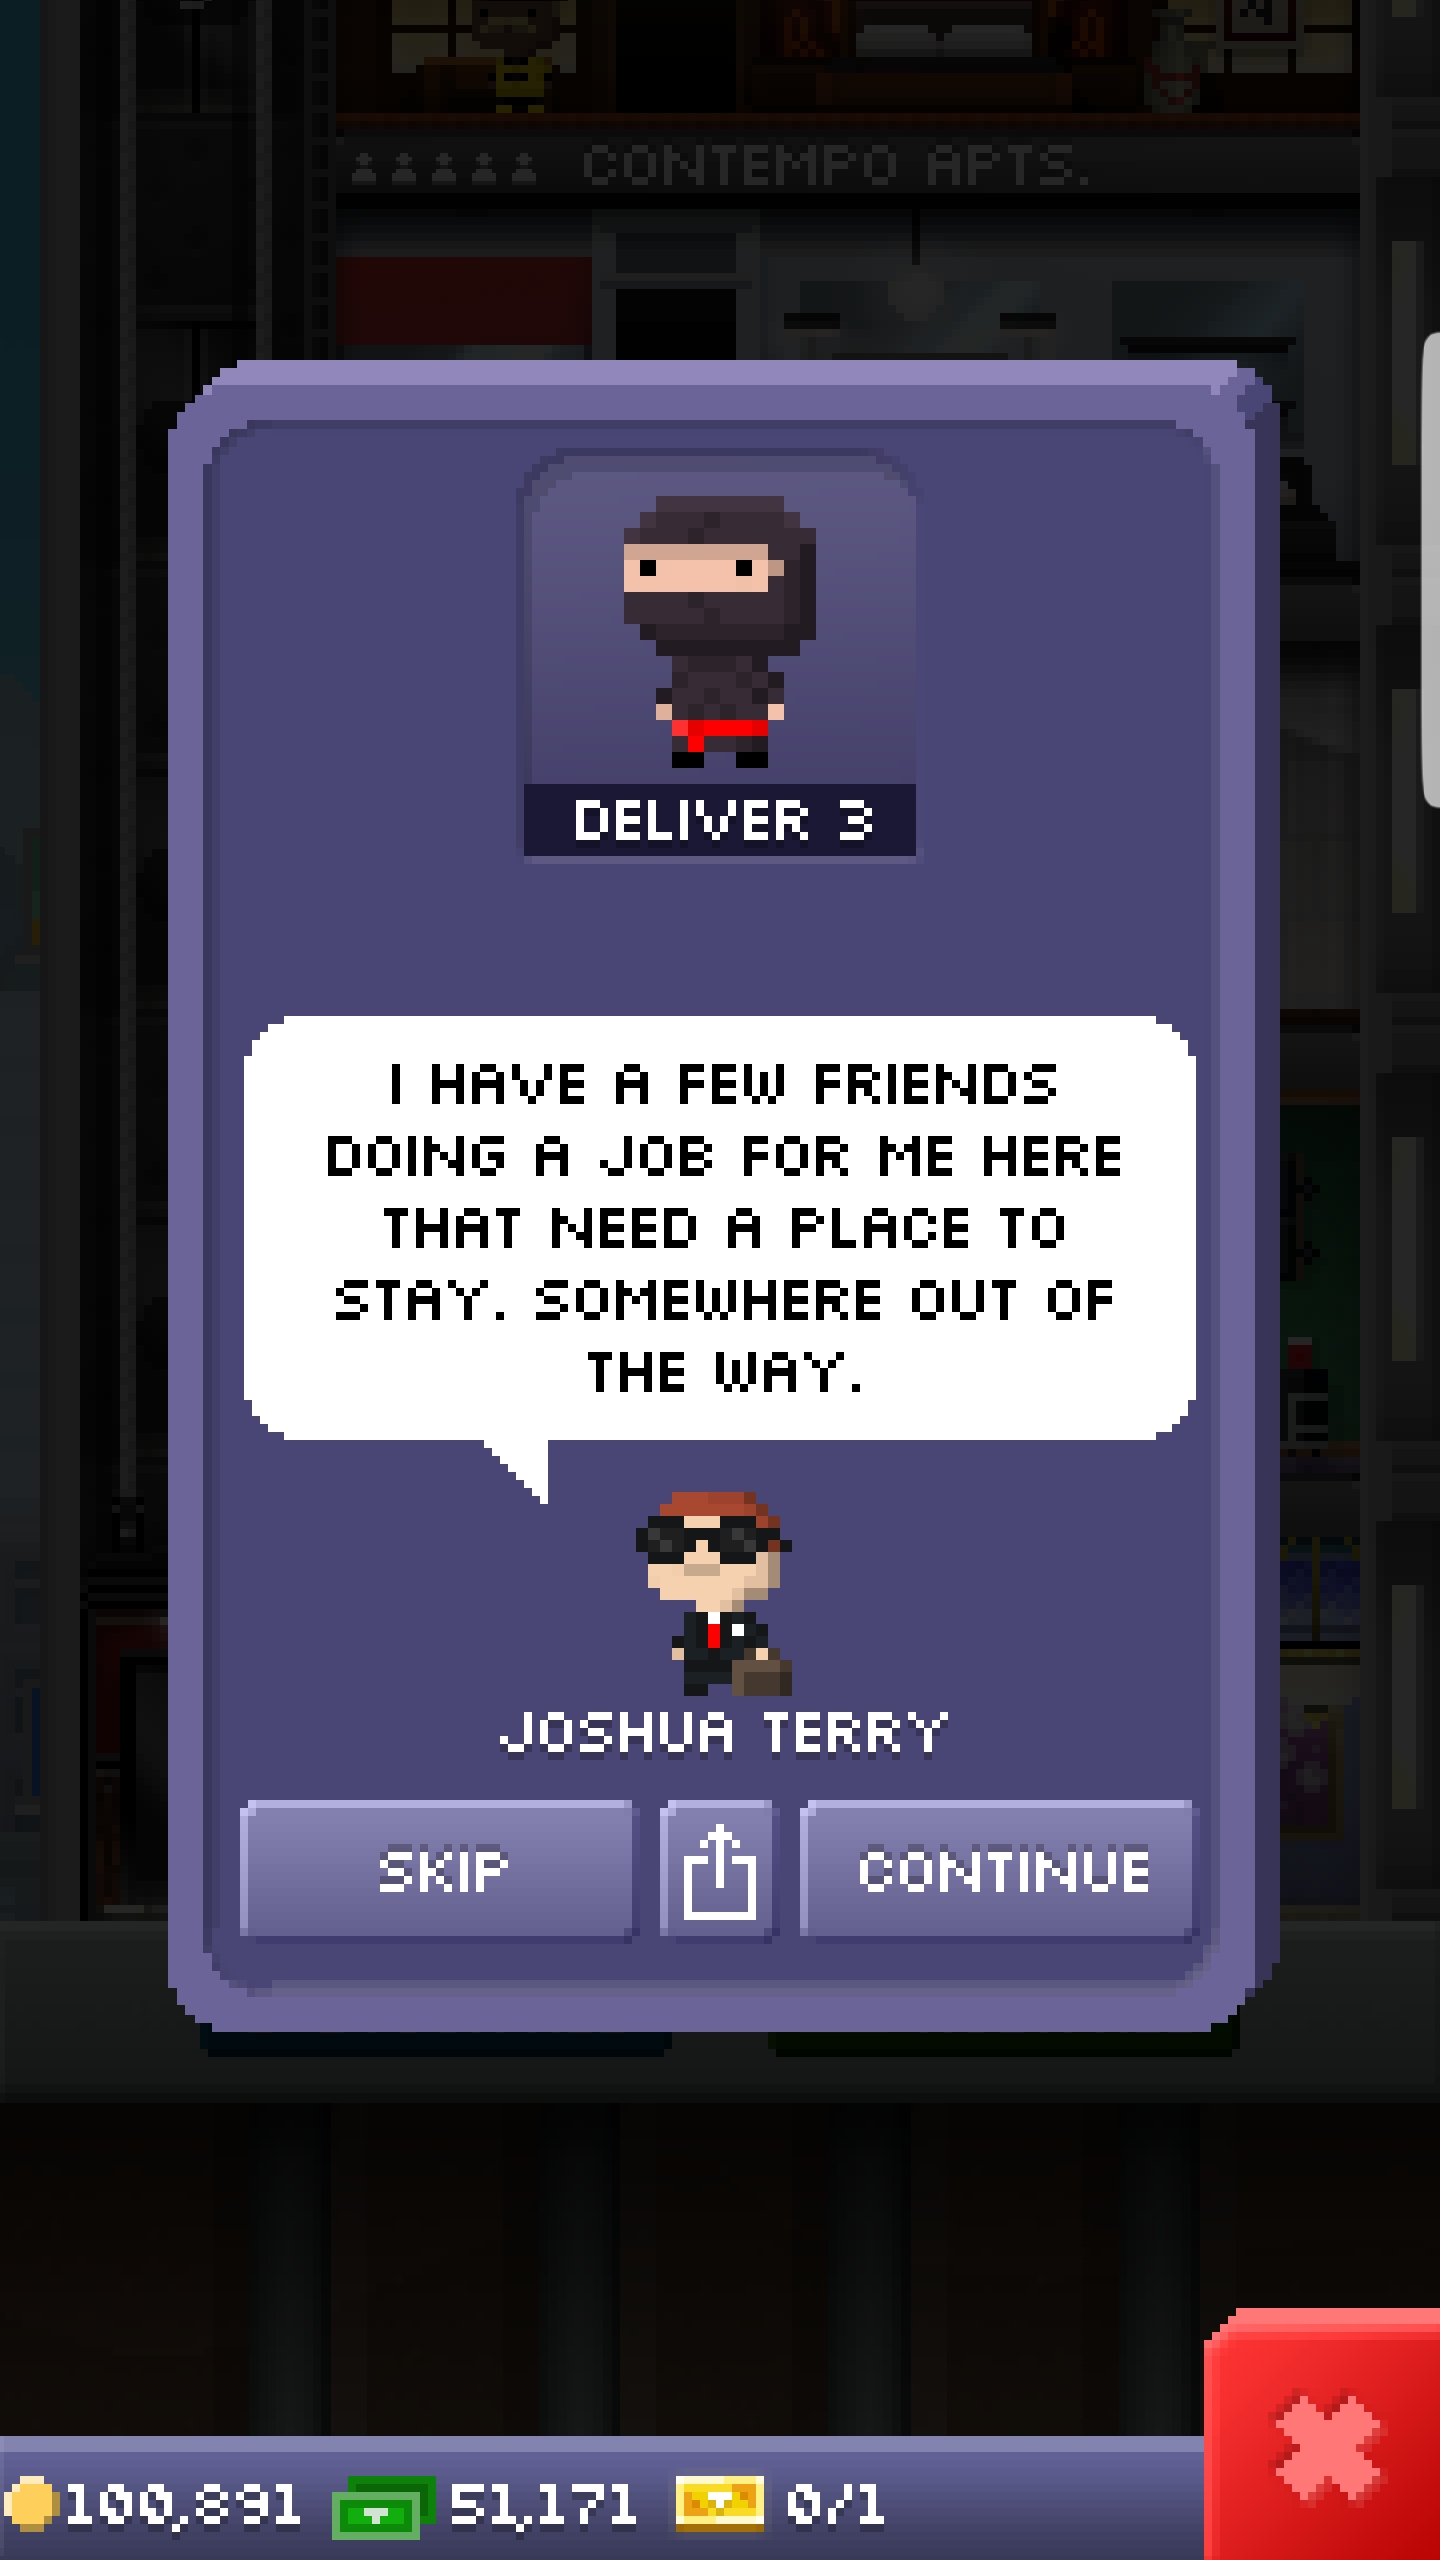 CONTEMPO APTS.
DELIVER 3
I HAVE A FEW FRIENDS
DOING A JOB FOR ME HERE
THAT NEED A PLACE TO
STAY. SOMEWHERE OUT OF
THE WAY.
JOSHUA TERRY
SKIP
CONTINUE
100,891
51,171
0/1